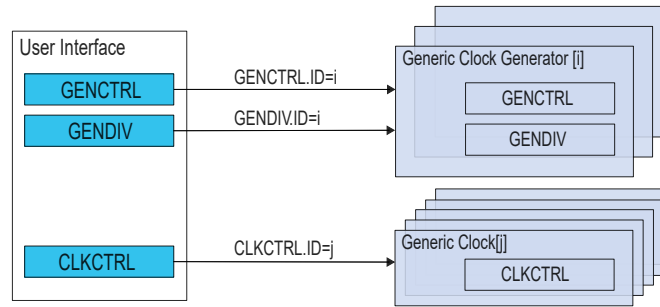 User Interface
GENCTRL
GENDIV
CLKCTRL
GENCTRL.ID=i
GENDIV.ID=i
CLKCTRL.ID=j
Generic Clock Generator [i]
GENCTRL
GENDIV
Generic Clock[j]
CLKCTRL